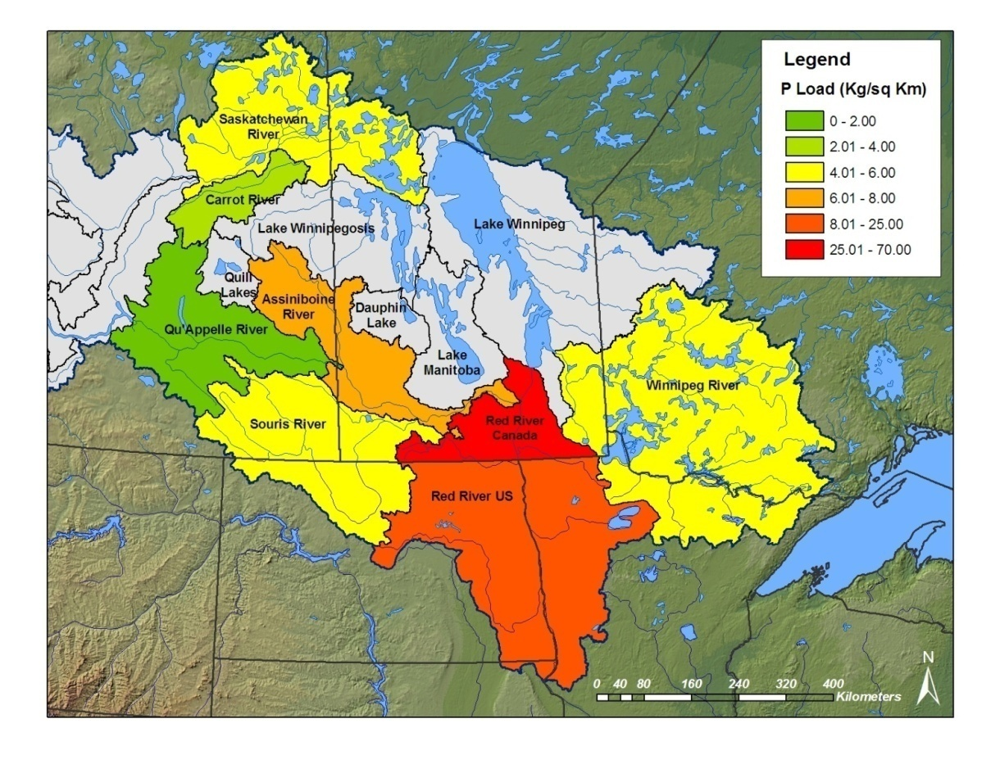 Legend
P Load (Kg/sq Km)
0 - 2.00
2.01 - 4.00
4.01 - 6.00
6.01 - 8.00
8.01 - 25.00
25.01 - 70.00
Saskatchewan
River
Carrot River
Lake Winnipegosis
Lake Winnipeg
Quill
Lakes
Assiniboine
River
Dauphin
Lake
Qu'Appelle River
Lake
Manitoba
Winnipeg River
Souris River
Red River
Canada
Red River US
N
0 40 80 160 240 320 400
Kilometers